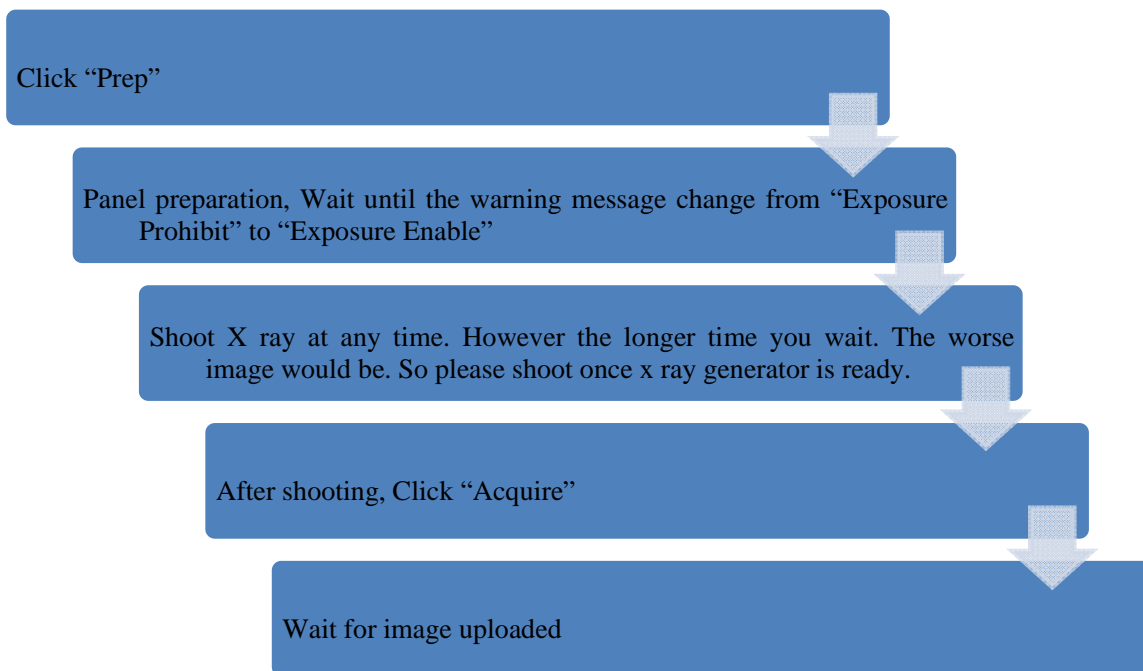 Click “Prep”
Panel preparation, Wait until the warning message change from “Exposure
Prohibit” to “Exposure Enable”
Shoot X ray at any time. However the longer time you wait. The worse
image would be. So please shoot once x ray generator is ready.
After shooting, Click “Acquire”
Wait for image uploaded